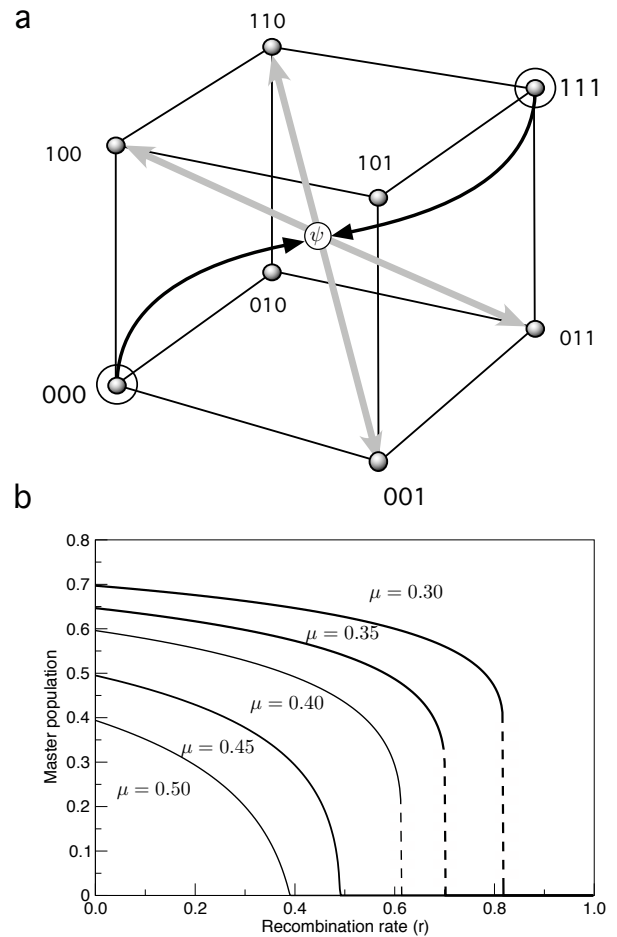 a
110
111
100
101
ψ
010
011
000
001
b
0.8
0.7
0.6
0.5
0.4
0.3
0.2
0.1
0
Master population
μ = 0.30
μ = 0.35
μ = 0.40
μ = 0.45
μ = 0.50
0.0 0.2 0.4 0.6 0.8 1.0
Recombination rate (r)